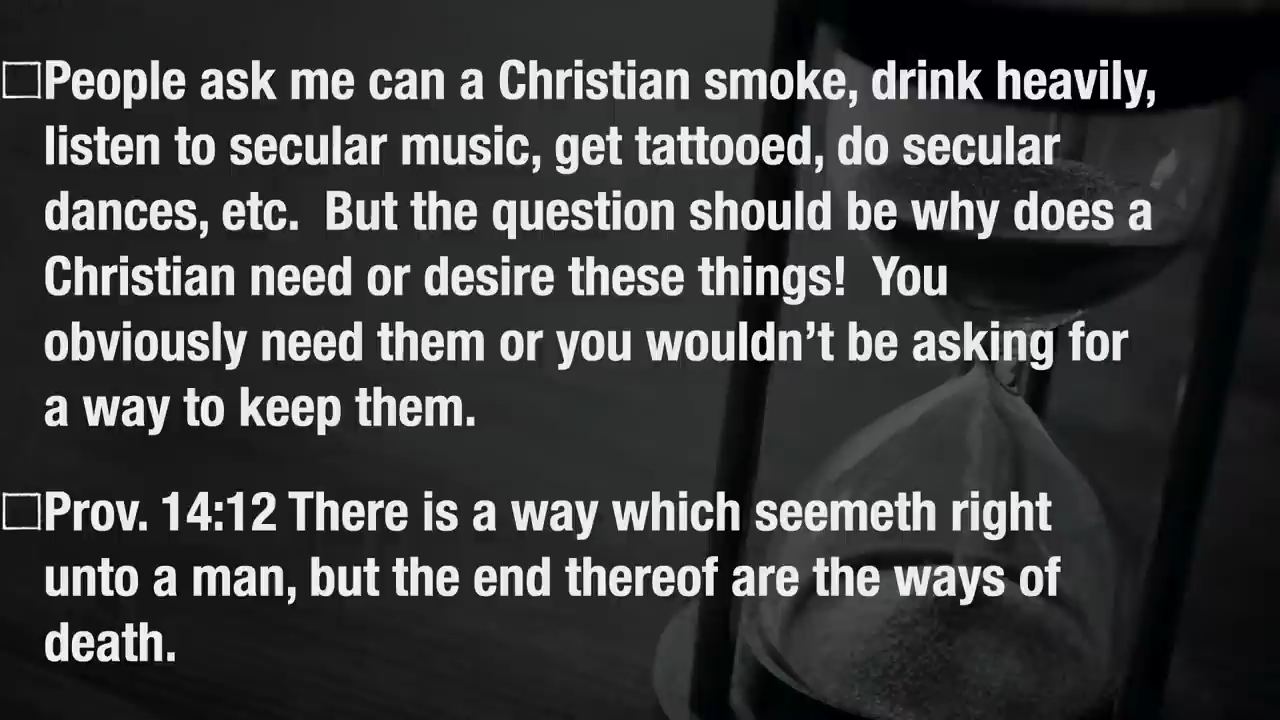 People ask me can a Christian smoke, drink heavily,
listen to secular music, get tattooed, do secular
dances, etc.  But the question should be why does a
Christian need or desire these things!  You
obviously need them or you wouldn’t be asking for
a way to keep them.
Prov. 14:12 There is a way which seemeth right
unto a man, but the end thereof are the ways of
death.